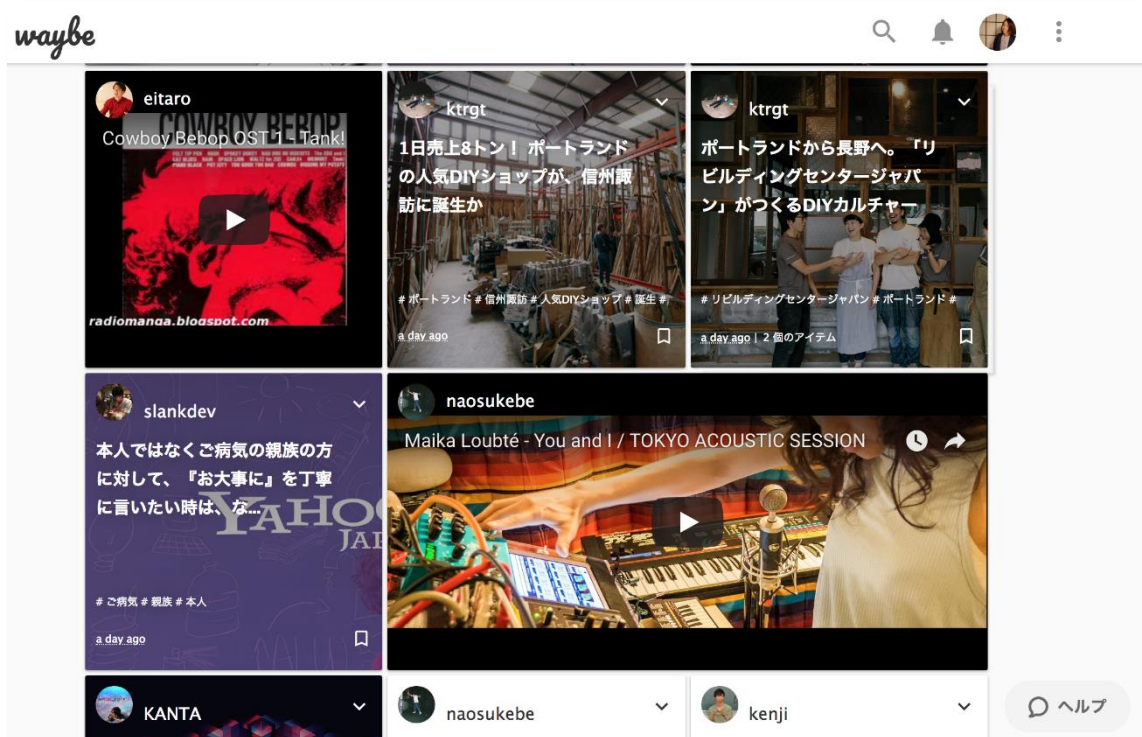 waybe
eitaro
COWBOY BEBOP
Cowboy Bebop OST 1 - Tank!
radiomanga.blogspot.com
ktrgt
1日売上8トン！ ポートランド
の人気DIYショップが、信州諏
訪に誕生か
# ポートランド # 信州諏訪 # 人気DIYショップ # 誕生 #
a day ago
ktrgt
ポートランドから長野へ。「リ
ビルディングセンタージャパ
ン」がつくるDIYカルチャー
# リビルディングセンタージャパン # ポートランド #
a day ago | 2 個のアイテム
slankdev
本人ではなくご病気の親族の方
に対して、『お大事に』を丁寧
に言いたい時は、な...
YAHOO
JAP
# ご病気 # 親族 # 本人
a day ago
naosukebe
Maika Loubté - You and I / TOKYO ACOUSTIC SESSION
KANTA
naosukebe
kenji
ヘルプ